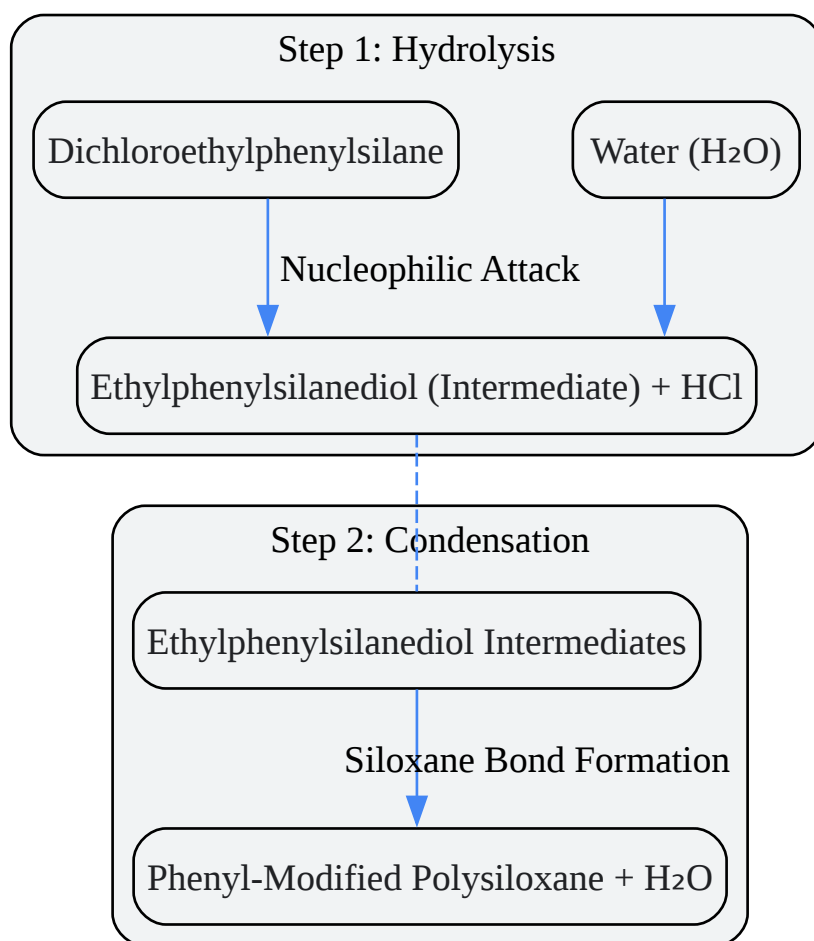 Step 1: Hydrolysis
Dichloroethylphenylsilane
Water (H₂O)
Nucleophilic Attack
Ethylphenylsilanediol (Intermediate) + HCl
Step 2: Condensation
Ethylphenylsilanediol Intermediates
Siloxane Bond Formation
Phenyl-Modified Polysiloxane + H₂O